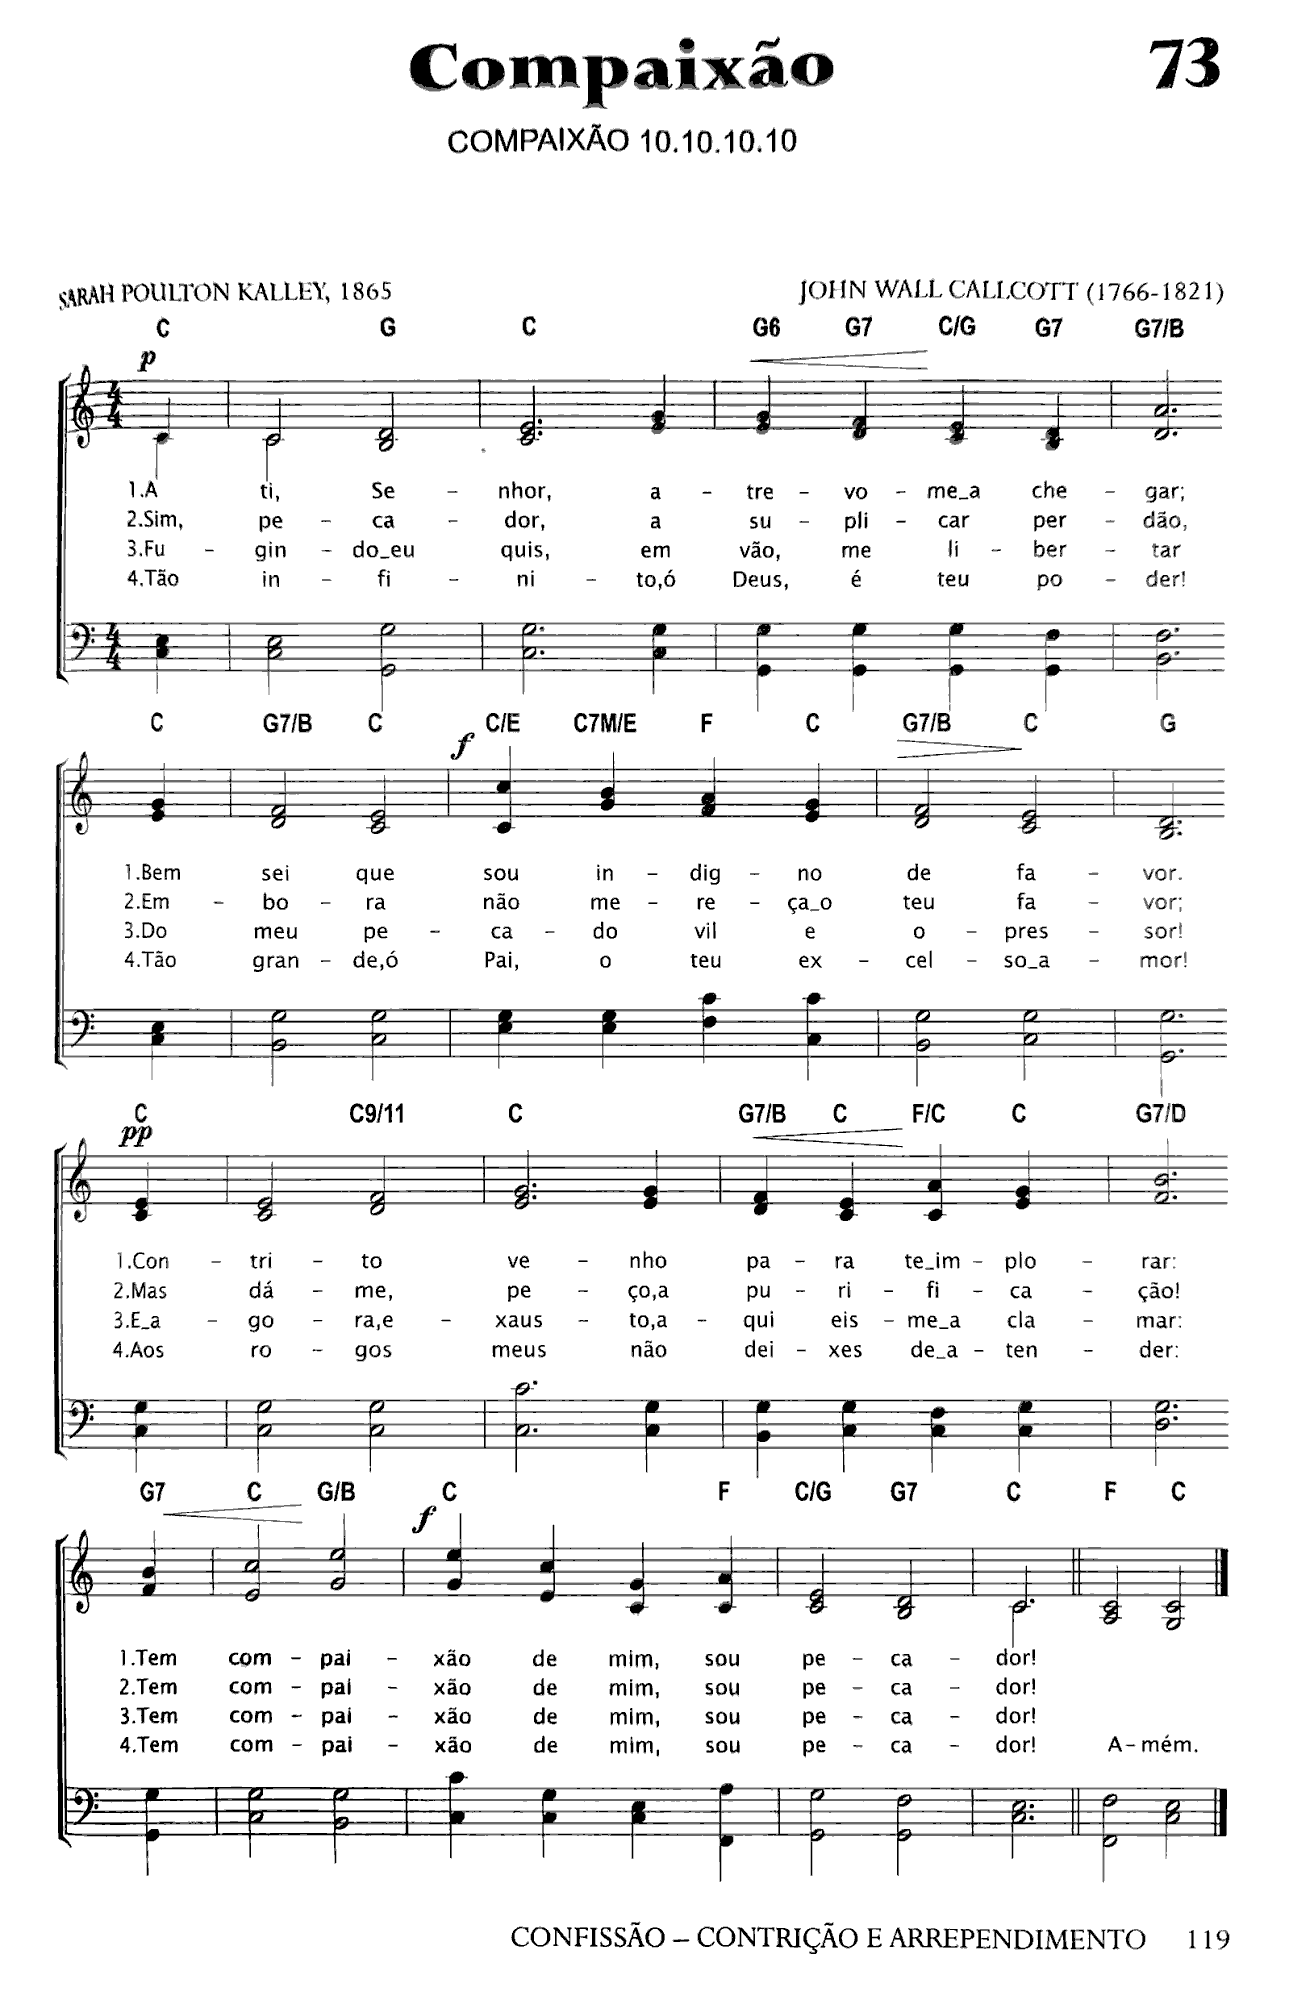 Compaixão 73
COMPAIXÃO 10.10.10.10
SARAH POULTON KALLEY, 1865 JOHN WALL CALLCOTT (1766-1821)
C G C G6 G7 C/G G7 G7/B
p
4 4
1.A ti, Se - nhor, a - tre - vo - me_a che - gar;
2.Sim, pe - ca - dor, a su - pli - car per - dão,
3.Fu - gin - do_eu quis, em vão, me li - ber - tar
4.Tão in - fi - ni - to,ó Deus, é teu po - der!
4 4
C G7/B C C/E C7M/E F C G7/B C G
f
1.Bem sei que sou in - dig - no de fa - vor.
2.Em - bo - ra não me - re - ça_o teu fa - vor;
3.Do meu pe - ca - do vil e o - pres - sor!
4.Tão gran - de,ó Pai, o teu ex - cel - so_a - mor!
C C9/11 C G7/B C F/C C G7/D
pp
1.Con - tri - to ve - nho pa - ra te_im - plo - rar:
2.Mas dá - me, pe - ço,a pu - ri - fi - ca - ção!
3.E_a - go - ra,e - xaus - to,a - qui eis - me_a cla - mar:
4.Aos ro - gos meus não dei - xes de_a - ten - der:
G7 C G/B C F C/G G7 C F C
f
1.Tem com - pai - xão de mim, sou pe - ca - dor!
2.Tem com - pai - xão de mim, sou pe - ca - dor!
3.Tem com - pai - xão de mim, sou pe - ca - dor!
4.Tem com - pai - xão de mim, sou pe - ca - dor! A-mém.
CONFISSÃO – CONTRIÇÃO E ARREPENDIMENTO 119